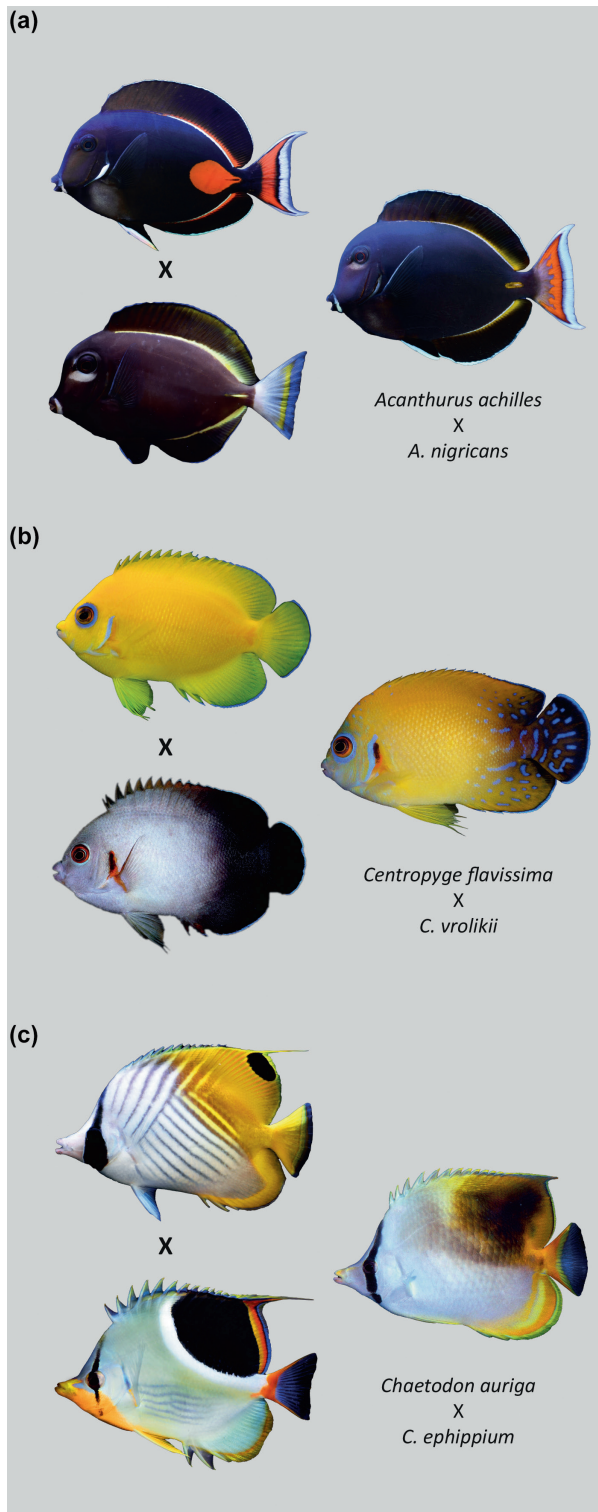 (a)
X
Acanthurus achilles
X
A. nigricans
(b)
X
Centropyge flavissima
X
C. vrolikii
(c)
X
Chaetodon auriga
X
C. ephippium